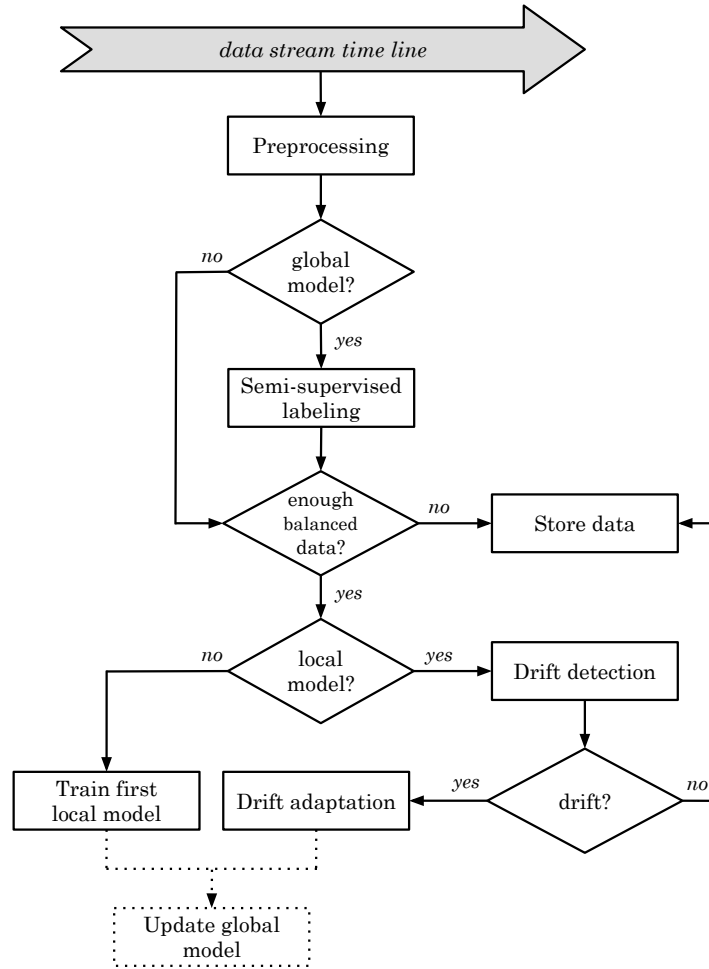 data stream time line
Preprocessing
no
global
model?
yes
Semi-supervised
labeling
enough
balanced
data?
no
Store data
yes
no
local
model?
yes
Drift detection
Train first
local model
Drift adaptation
yes
drift?
no
Update global
model